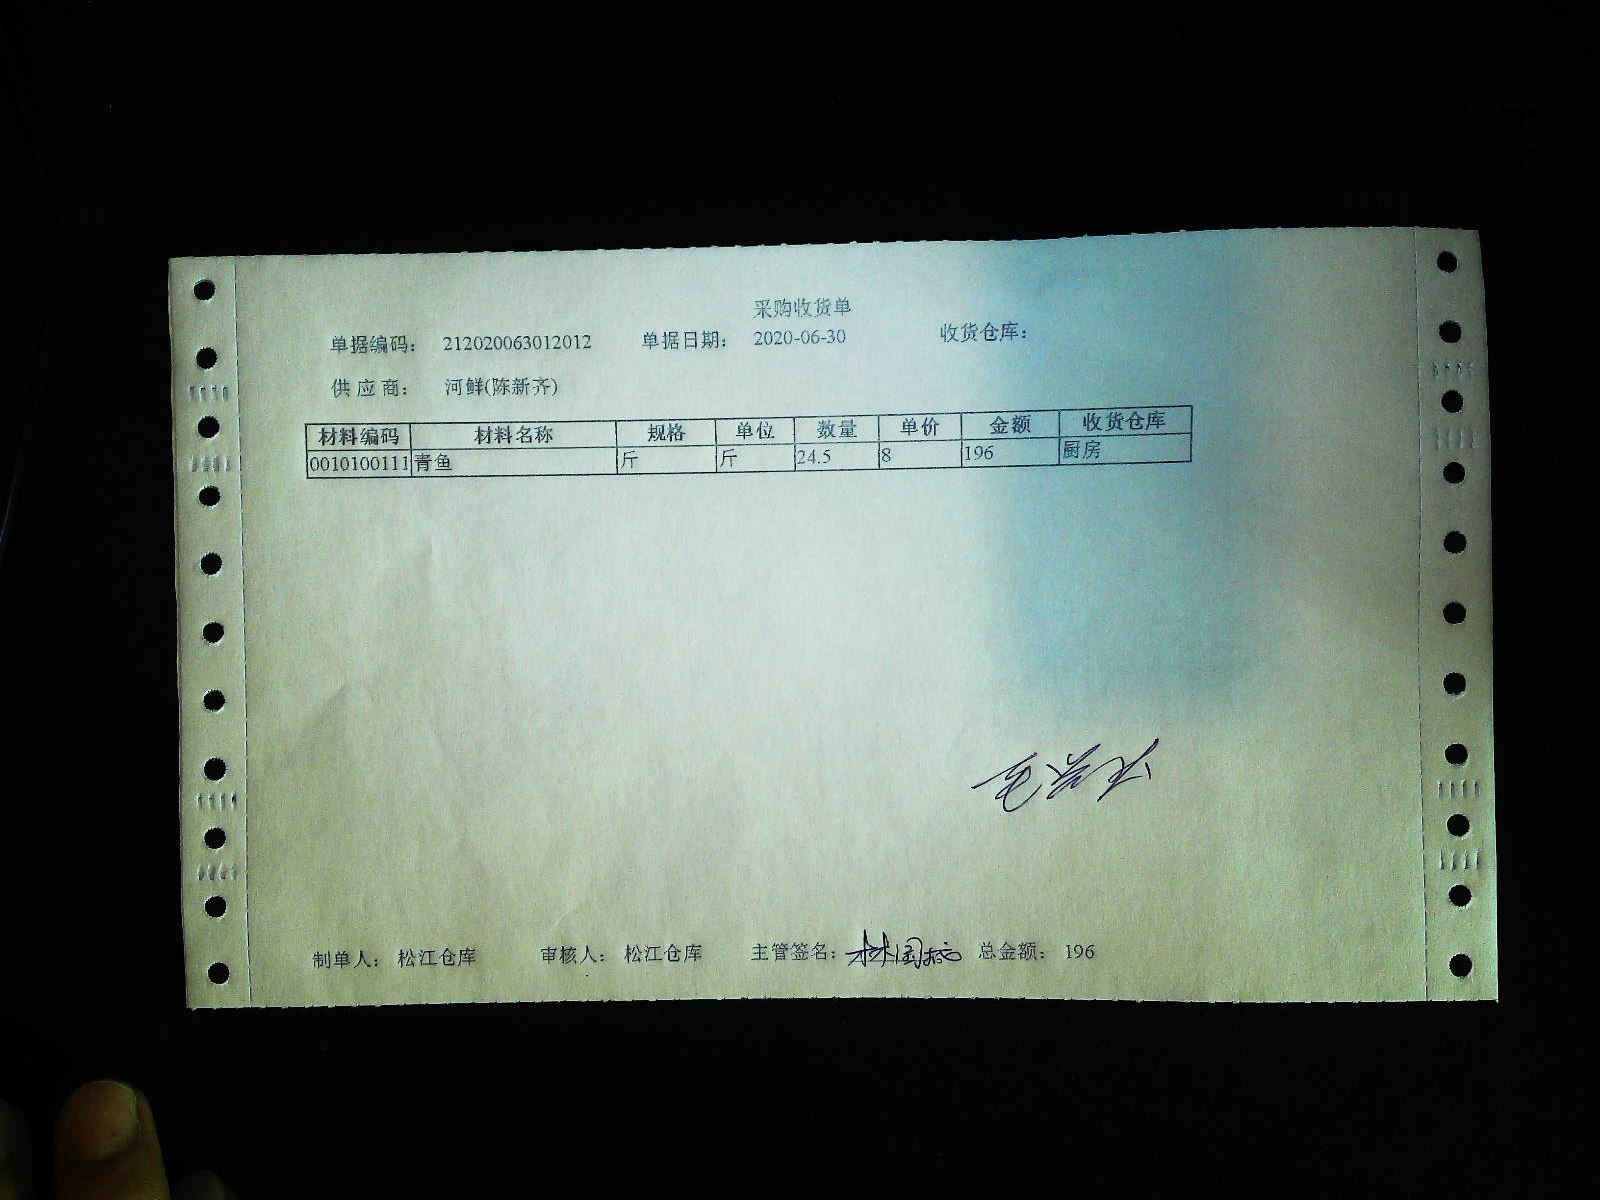 采购收货单
单据编码： 212020063012012 单据日期： 2020-06-30 收货仓库：
供 应 商： 河鲜(陈新齐)
材料编码 材料名称 规格 单位 数量 单价 金额 收货仓库
0010100111 青鱼 斤 斤 24.5 8 196 厨房
制单人： 松江仓库 审核人： 松江仓库 主管签名： 总金额： 196